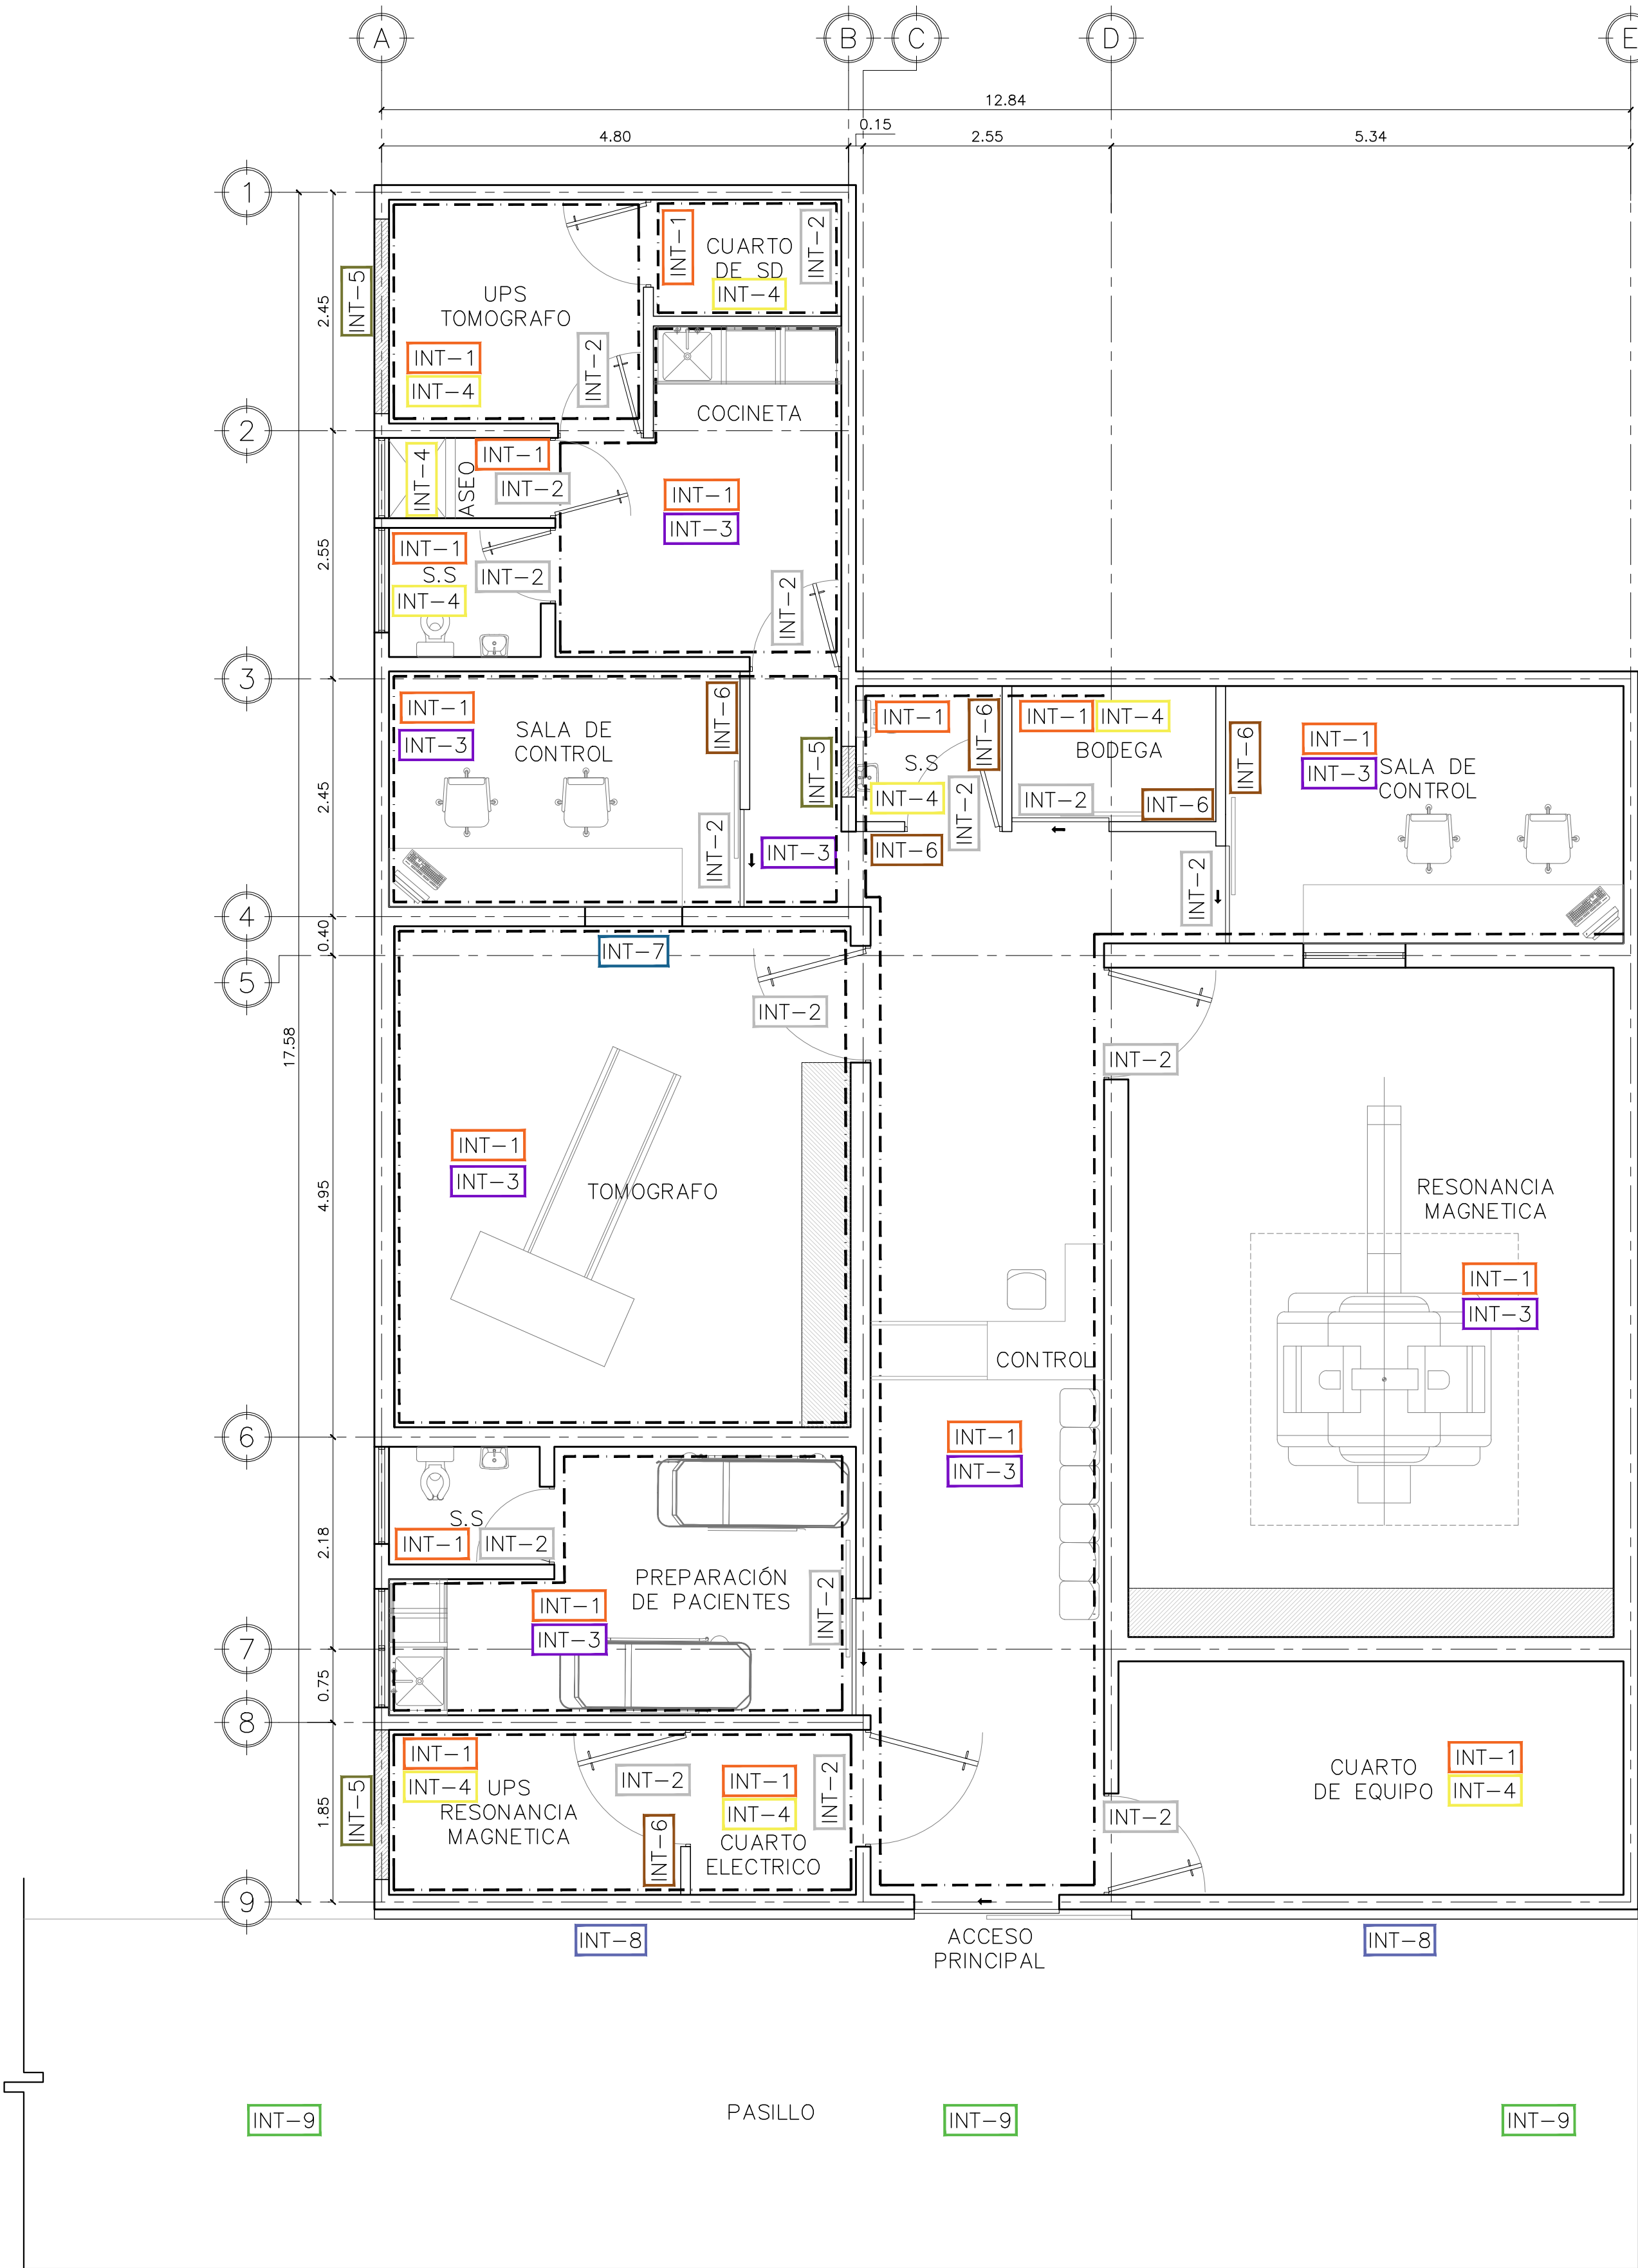 A
B
C
D
E
12.84
0.15
4.80
2.55
5.34
1
INT-1
CUARTO
DE SD
INT-2
INT-4
INT-5
2.45
UPS
TOMOGRAFO
INT-1
INT-4
INT-2
COCINETA
2
INT-4
ASEO
INT-1
INT-2
INT-1
INT-3
2.55
INT-1
S.S
INT-2
INT-4
INT-2
3
INT-1
INT-3
SALA DE
CONTROL
INT-6
INT-5
INT-2
INT-3
2.45
INT-1
INT-6
S.S
INT-4
INT-2
INT-6
INT-1
INT-4
BODEGA
INT-2
INT-6
INT-6
INT-1
INT-3
SALA DE
CONTROL
INT-2
4
0.40
INT-7
5
INT-2
INT-2
17.58
4.95
INT-1
INT-3
TOMOGRAFO
RESONANCIA
MAGNETICA
INT-1
INT-3
CONTROL
6
INT-1
INT-3
2.18
S.S
INT-1
INT-2
PREPARACIÓN
DE PACIENTES
INT-1
INT-3
INT-2
7
0.75
8
INT-1
INT-4
UPS
RESONANCIA
MAGNETICA
INT-2
INT-1
INT-4
INT-2
CUARTO
ELECTRICO
INT-6
INT-5
1.85
CUARTO
DE EQUIPO
INT-1
INT-4
INT-2
9
INT-8
ACCESO
PRINCIPAL
INT-8
PASILLO
INT-9
INT-9
INT-9